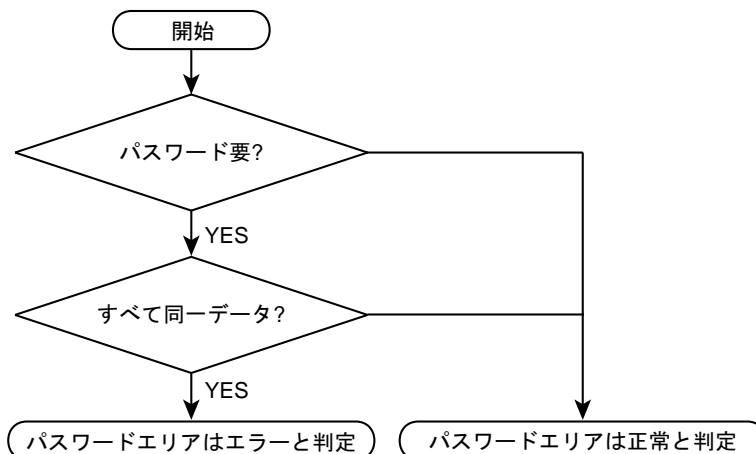 開始
パスワード要?
YES
すべて同一データ?
YES
パスワードエリアはエラーと判定
パスワードエリアは正常と判定